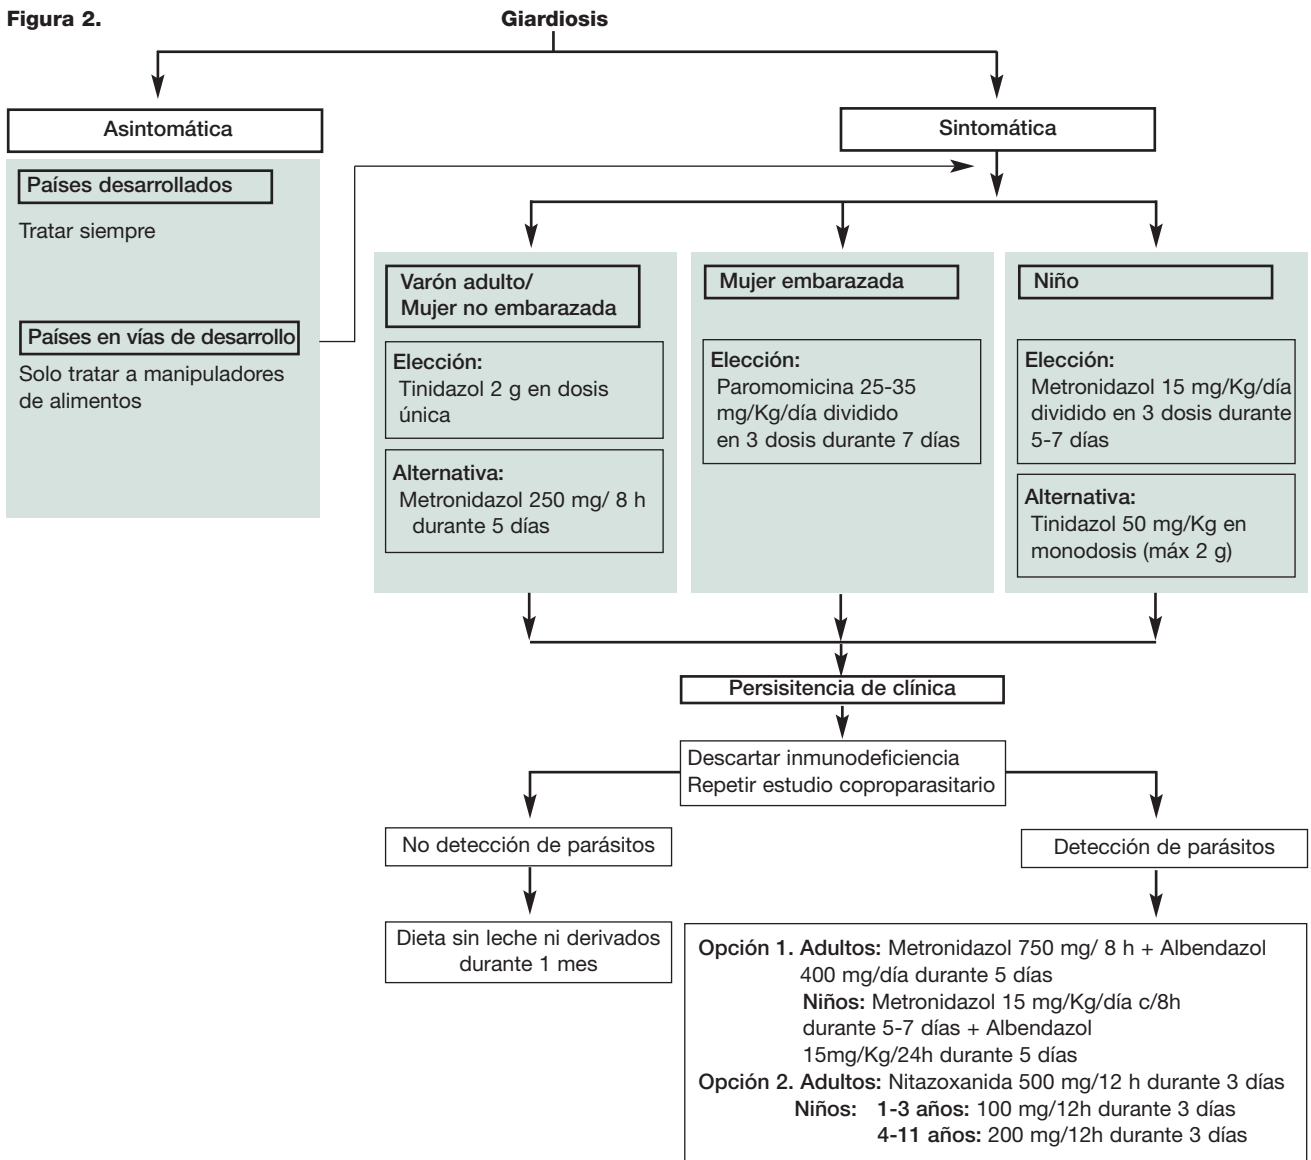 Figura 2.
Giardiosis
Asintomática
Sintomática
Países desarrollados
Tratar siempre
Países en vías de desarrollo
Solo tratar a manipuladores
de alimentos
Varón adulto/
Mujer no embarazada
Elección:
Tinidazol 2 g en dosis
única
Alternativa:
Metronidazol 250 mg/ 8 h
durante 5 días
Mujer embarazada
Elección:
Paromomicina 25-35
mg/Kg/día dividido
en 3 dosis durante 7 días
Niño
Elección:
Metronidazol 15 mg/Kg/día
dividido en 3 dosis durante
5-7 días
Alternativa:
Tinidazol 50 mg/Kg en
monodosis (máx 2 g)
Persisitencia de clínica
Descartar inmunodeficiencia
Repetir estudio coproparasitario
No detección de parásitos
Dieta sin leche ni derivados
durante 1 mes
Detección de parásitos
Opción 1. Adultos: Metronidazol 750 mg/ 8 h + Albendazol
400 mg/día durante 5 días
Niños: Metronidazol 15 mg/Kg/día c/8h
durante 5-7 días + Albendazol
15mg/Kg/24h durante 5 días
Opción 2. Adultos: Nitazoxanida 500 mg/12 h durante 3 días
Niños: 1-3 años: 100 mg/12h durante 3 días
4-11 años: 200 mg/12h durante 3 días